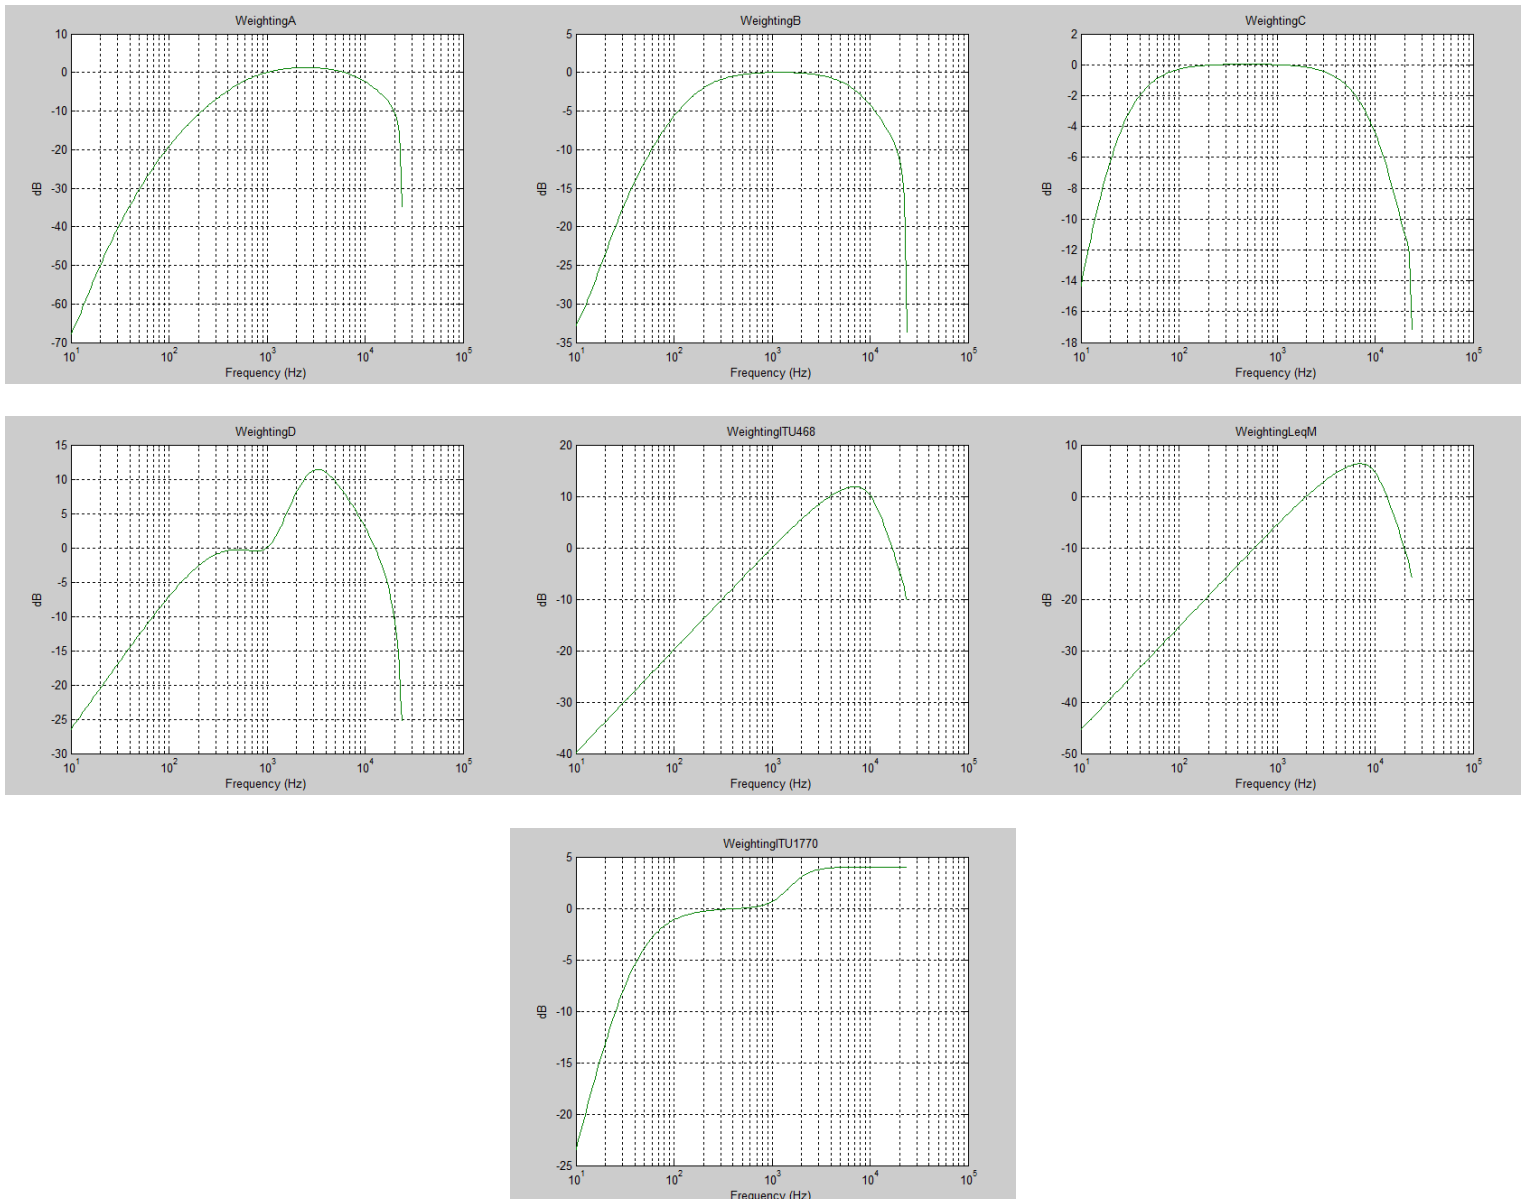 WeightingA
10
0
-10
-20
-30
-40
-50
-60
-70
dB
10^1 10^2 10^3 10^4 10^5
Frequency (Hz)
WeightingB
5
0
-5
-10
-15
-20
-25
-30
-35
dB
10^1 10^2 10^3 10^4 10^5
Frequency (Hz)
WeightingC
2
0
-2
-4
-6
-8
-10
-12
-14
-16
-18
dB
10^1 10^2 10^3 10^4 10^5
Frequency (Hz)
WeightingD
15
10
5
0
-5
-10
-15
-20
-25
-30
dB
10^1 10^2 10^3 10^4 10^5
Frequency (Hz)
WeightingITU468
20
10
0
-10
-20
-30
-40
dB
10^1 10^2 10^3 10^4 10^5
Frequency (Hz)
WeightingLeqM
10
0
-10
-20
-30
-40
-50
dB
10^1 10^2 10^3 10^4 10^5
Frequency (Hz)
WeightingITU1770
5
0
-5
-10
-15
-20
-25
dB
10^1 10^2 10^3 10^4 10^5
Frequency (Hz)